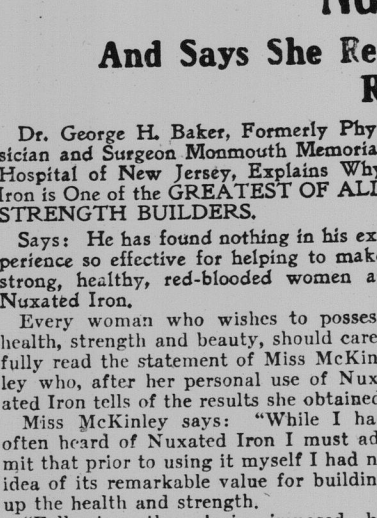 And Says She Re
R
Dr. George H. Baker, Formerly Phy
sician and Surgeon Monmouth Memoria
Hospital of New Jersey, Explains Why
Iron is One of the GREATEST OF ALL
STRENGTH BUILDERS.
Says: He has found nothing in his ex
perience so effective for helping to make
strong, healthy, red-blooded women a
Nuxated Iron.
Every woman who wishes to posses
health, strength and beauty, should care
fully read the statement of Miss McKin
ley who, after her personal use of Nux
ated Iron tells of the results she obtained
Miss McKinley says: "While I ha
often heard of Nuxated Iron I must ad
mit that prior to using it myself I had n
idea of its remarkable value for buildin
up the health and strength.